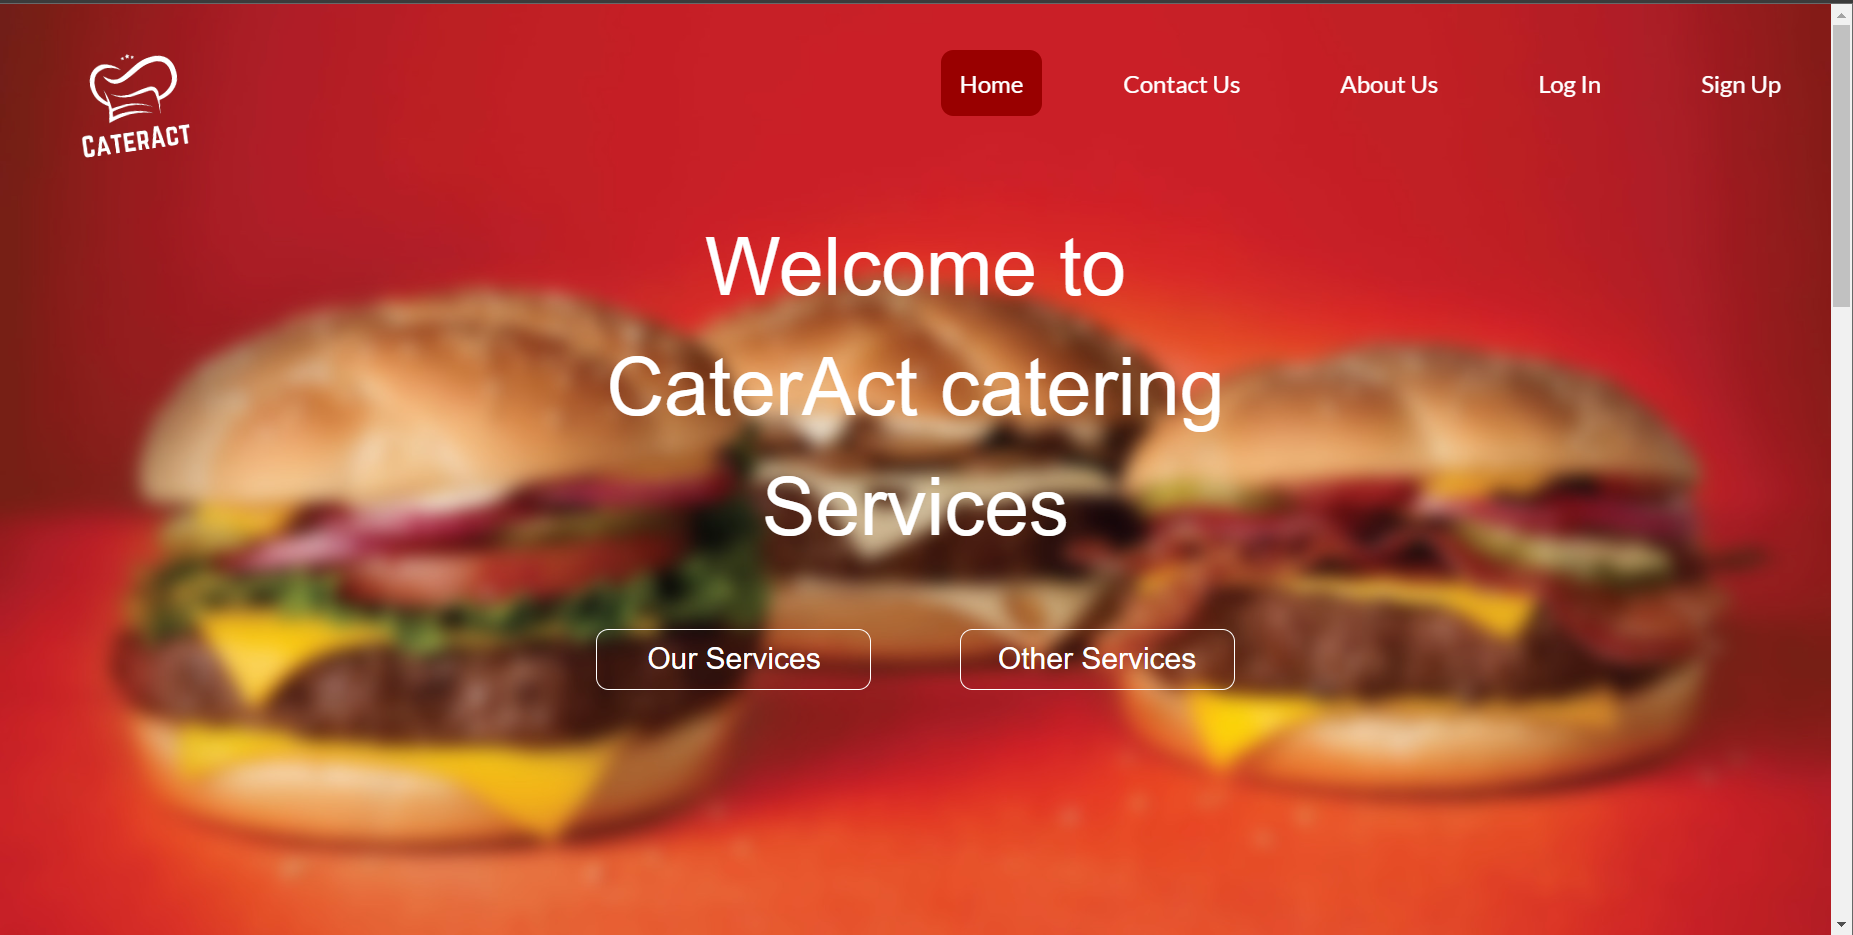 CATERACT
Home Contact Us About Us Log In Sign Up
Welcome to
CaterAct catering
Services
Our Services Other Services